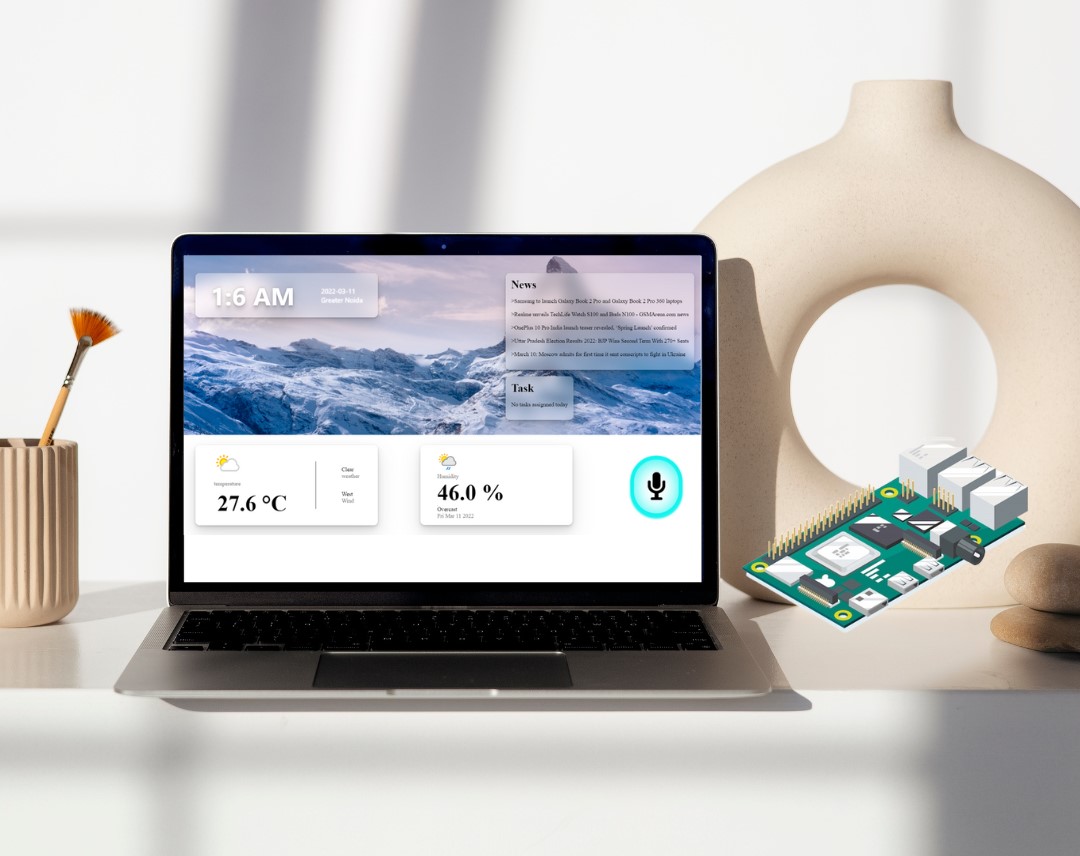 1:6 AM
2022-03-11
Greater Noida
News
>Samsung to launch Galaxy Book 2 Pro and Galaxy Book 2 Pro 360 laptops
>Realme unveils TechLife Watch S100 and Buds N100 - GSMArena.com news
>OnePlus 10 Pro India launch teaser revealed, 'Spring Launch' confirmed
>Uttar Pradesh Election Results 2022: BJP Wins Second Term With 270+ Seats
>March 10: Moscow admits for first time it sent conscripts to fight in Ukraine
Task
No tasks assigned today
temperature
27.6 °C
Clear
weather
West
Wind
Humidity
46.0 %
Overcast
Fri Mar 11 2022